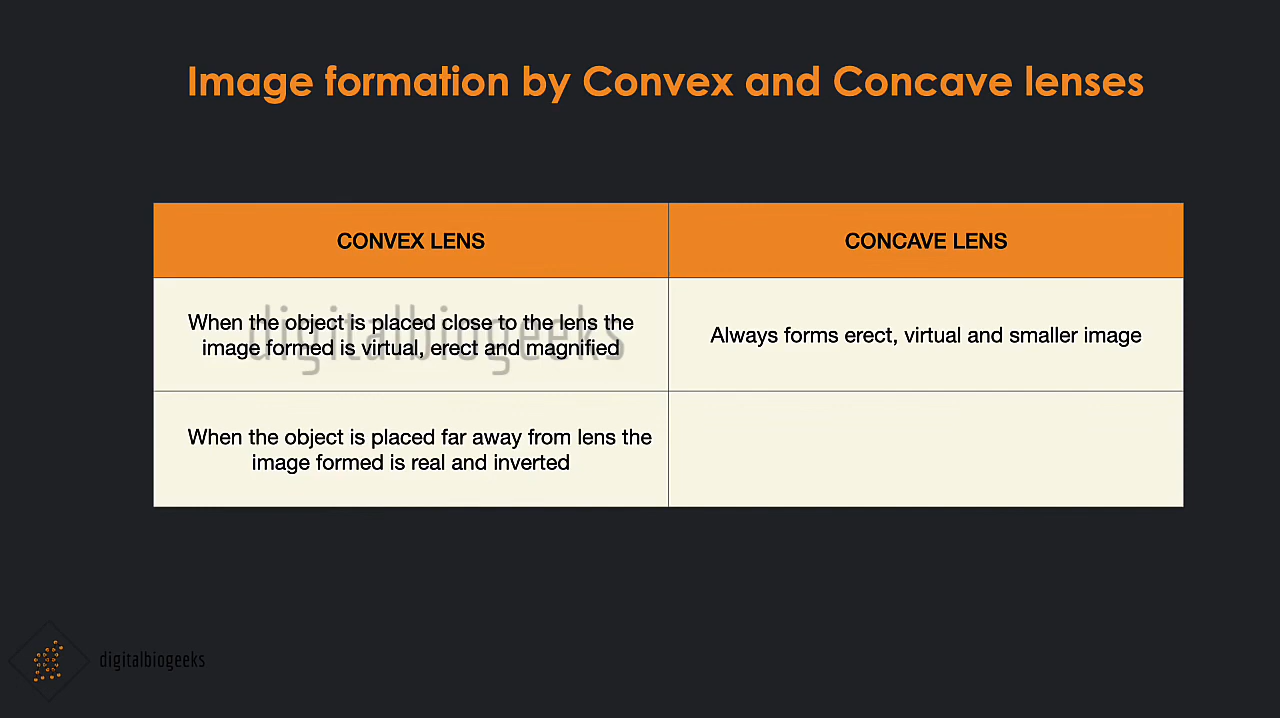 Image formation by Convex and Concave lenses
CONVEX LENS
CONCAVE LENS
When the object is placed close to the lens the
image formed is virtual, erect and magnified
digitalbiogeeks
Always forms erect, virtual and smaller image
When the object is placed far away from lens the
image formed is real and inverted
digitalbiogeeks